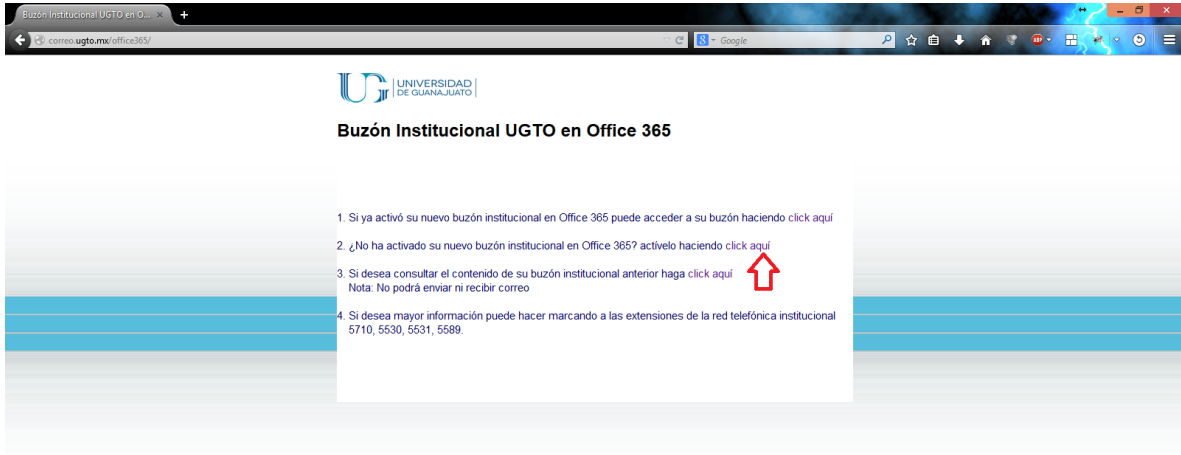 Buzón Institucional UGTO en O...
correo.ugto.mx/office365/
Google
UNIVERSIDAD
DE GUANAJUATO
Buzón Institucional UGTO en Office 365
1. Si ya activó su nuevo buzón institucional en Office 365 puede acceder a su buzón haciendo click aquí
2. ¿No ha activado su nuevo buzón institucional en Office 365? actívelo haciendo click aquí
3. Si desea consultar el contenido de su buzón institucional anterior haga click aquí
Nota: No podrá enviar ni recibir correo
4. Si desea mayor información puede hacer marcando a las extensiones de la red telefónica institucional
5710, 5530, 5531, 5589.